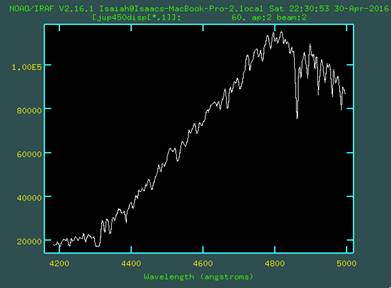 NOAO/IRAF V2.16.1 Isaiah@Isaacs-MacBook-Pro-2.local Sat 22:30:53 30-Apr-2016
[jup450disp[*,1]]: 60. ap:2 beam:2
1.00E5
80000
60000
40000
20000
4200 4400 4600 4800 5000
Wavelength (angstroms)